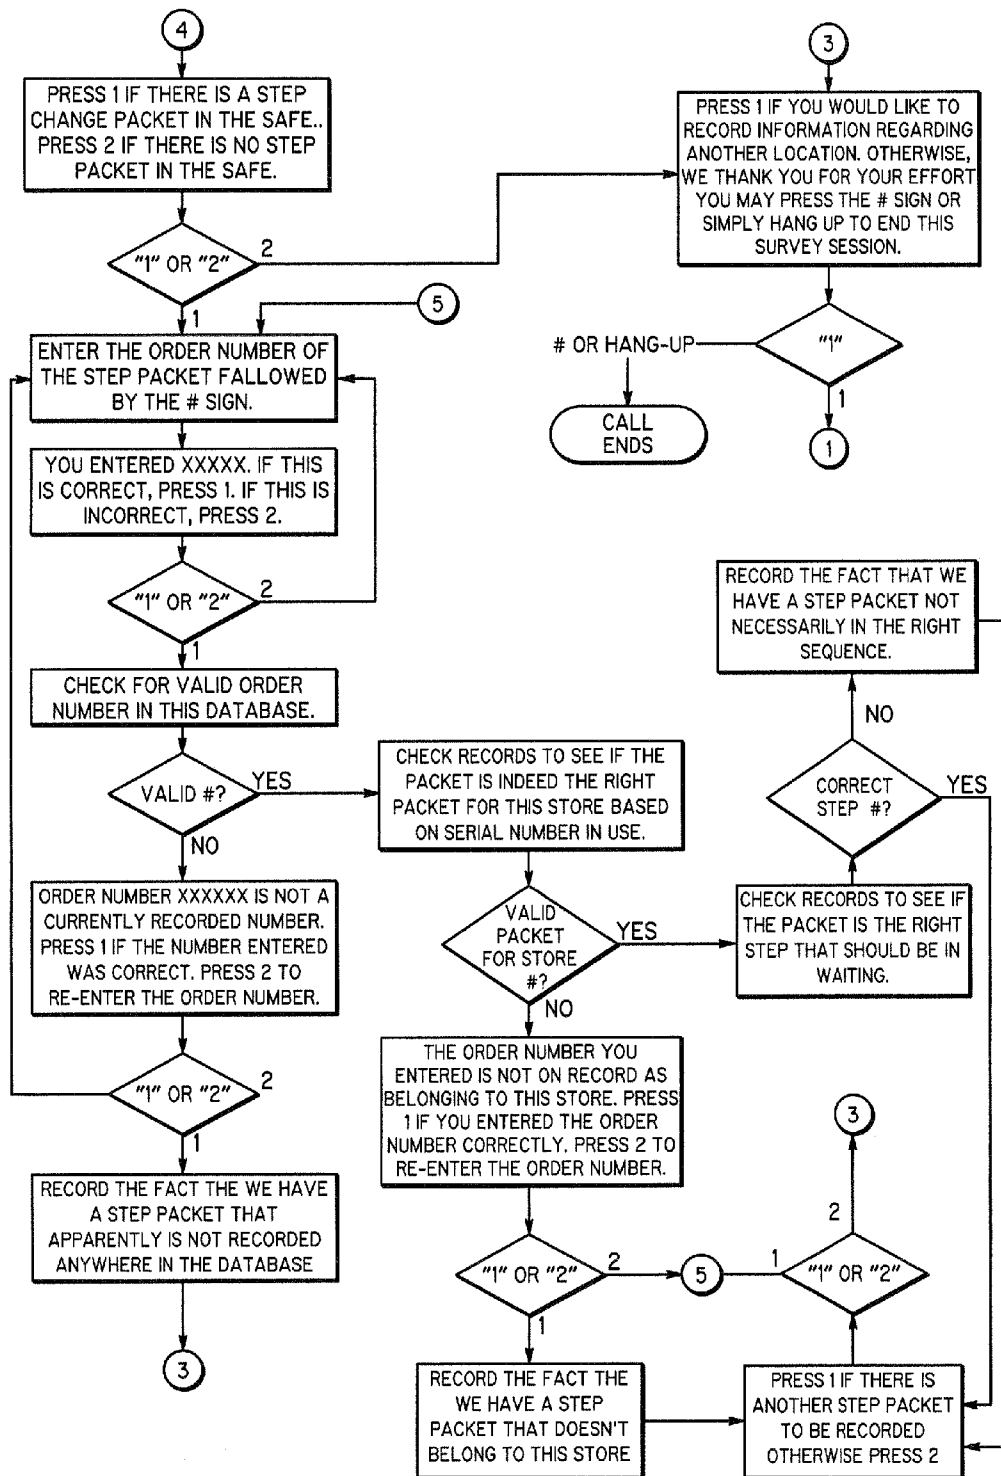 4
PRESS 1 IF THERE IS A STEP
CHANGE PACKET IN THE SAFE..
PRESS 2 IF THERE IS NO STEP
PACKET IN THE SAFE.
"1" OR "2"
2
1
5
ENTER THE ORDER NUMBER OF
THE STEP PACKET FALLOWED
BY THE # SIGN.
YOU ENTERED XXXXX. IF THIS
IS CORRECT, PRESS 1. IF THIS IS
INCORRECT, PRESS 2.
"1" OR "2"
2
1
CHECK FOR VALID ORDER
NUMBER IN THIS DATABASE.
VALID #?
YES
NO
ORDER NUMBER XXXXXX IS NOT A
CURRENTLY RECORDED NUMBER.
PRESS 1 IF THE NUMBER ENTERED
WAS CORRECT. PRESS 2 TO
RE-ENTER THE ORDER NUMBER.
"1" OR "2"
2
1
RECORD THE FACT THE WE HAVE
A STEP PACKET THAT
APPARENTLY IS NOT RECORDED
ANYWHERE IN THE DATABASE
3
3
PRESS 1 IF YOU WOULD LIKE TO
RECORD INFORMATION REGARDING
ANOTHER LOCATION. OTHERWISE,
WE THANK YOU FOR YOUR EFFORT
YOU MAY PRESS THE # SIGN OR
SIMPLY HANG UP TO END THIS
SURVEY SESSION.
"1"
# OR HANG-UP
CALL
ENDS
1
1
CHECK RECORDS TO SEE IF THE
PACKET IS INDEED THE RIGHT
PACKET FOR THIS STORE BASED
ON SERIAL NUMBER IN USE.
VALID
PACKET
FOR STORE
#?
YES
NO
THE ORDER NUMBER YOU
ENTERED IS NOT ON RECORD AS
BELONGING TO THIS STORE. PRESS
1 IF YOU ENTERED THE ORDER
NUMBER CORRECTLY. PRESS 2 TO
RE-ENTER THE ORDER NUMBER.
"1" OR "2"
2
5
1
RECORD THE FACT THE
WE HAVE A STEP
PACKET THAT DOESN'T
BELONG TO THIS STORE
RECORD THE FACT THAT WE
HAVE A STEP PACKET NOT
NECESSARILY IN THE RIGHT
SEQUENCE.
NO
CORRECT
STEP #?
YES
CHECK RECORDS TO SEE IF
THE PACKET IS THE RIGHT
STEP THAT SHOULD BE IN
WAITING.
3
2
1
"1" OR "2"
PRESS 1 IF THERE IS
ANOTHER STEP PACKET
TO BE RECORDED
OTHERWISE PRESS 2